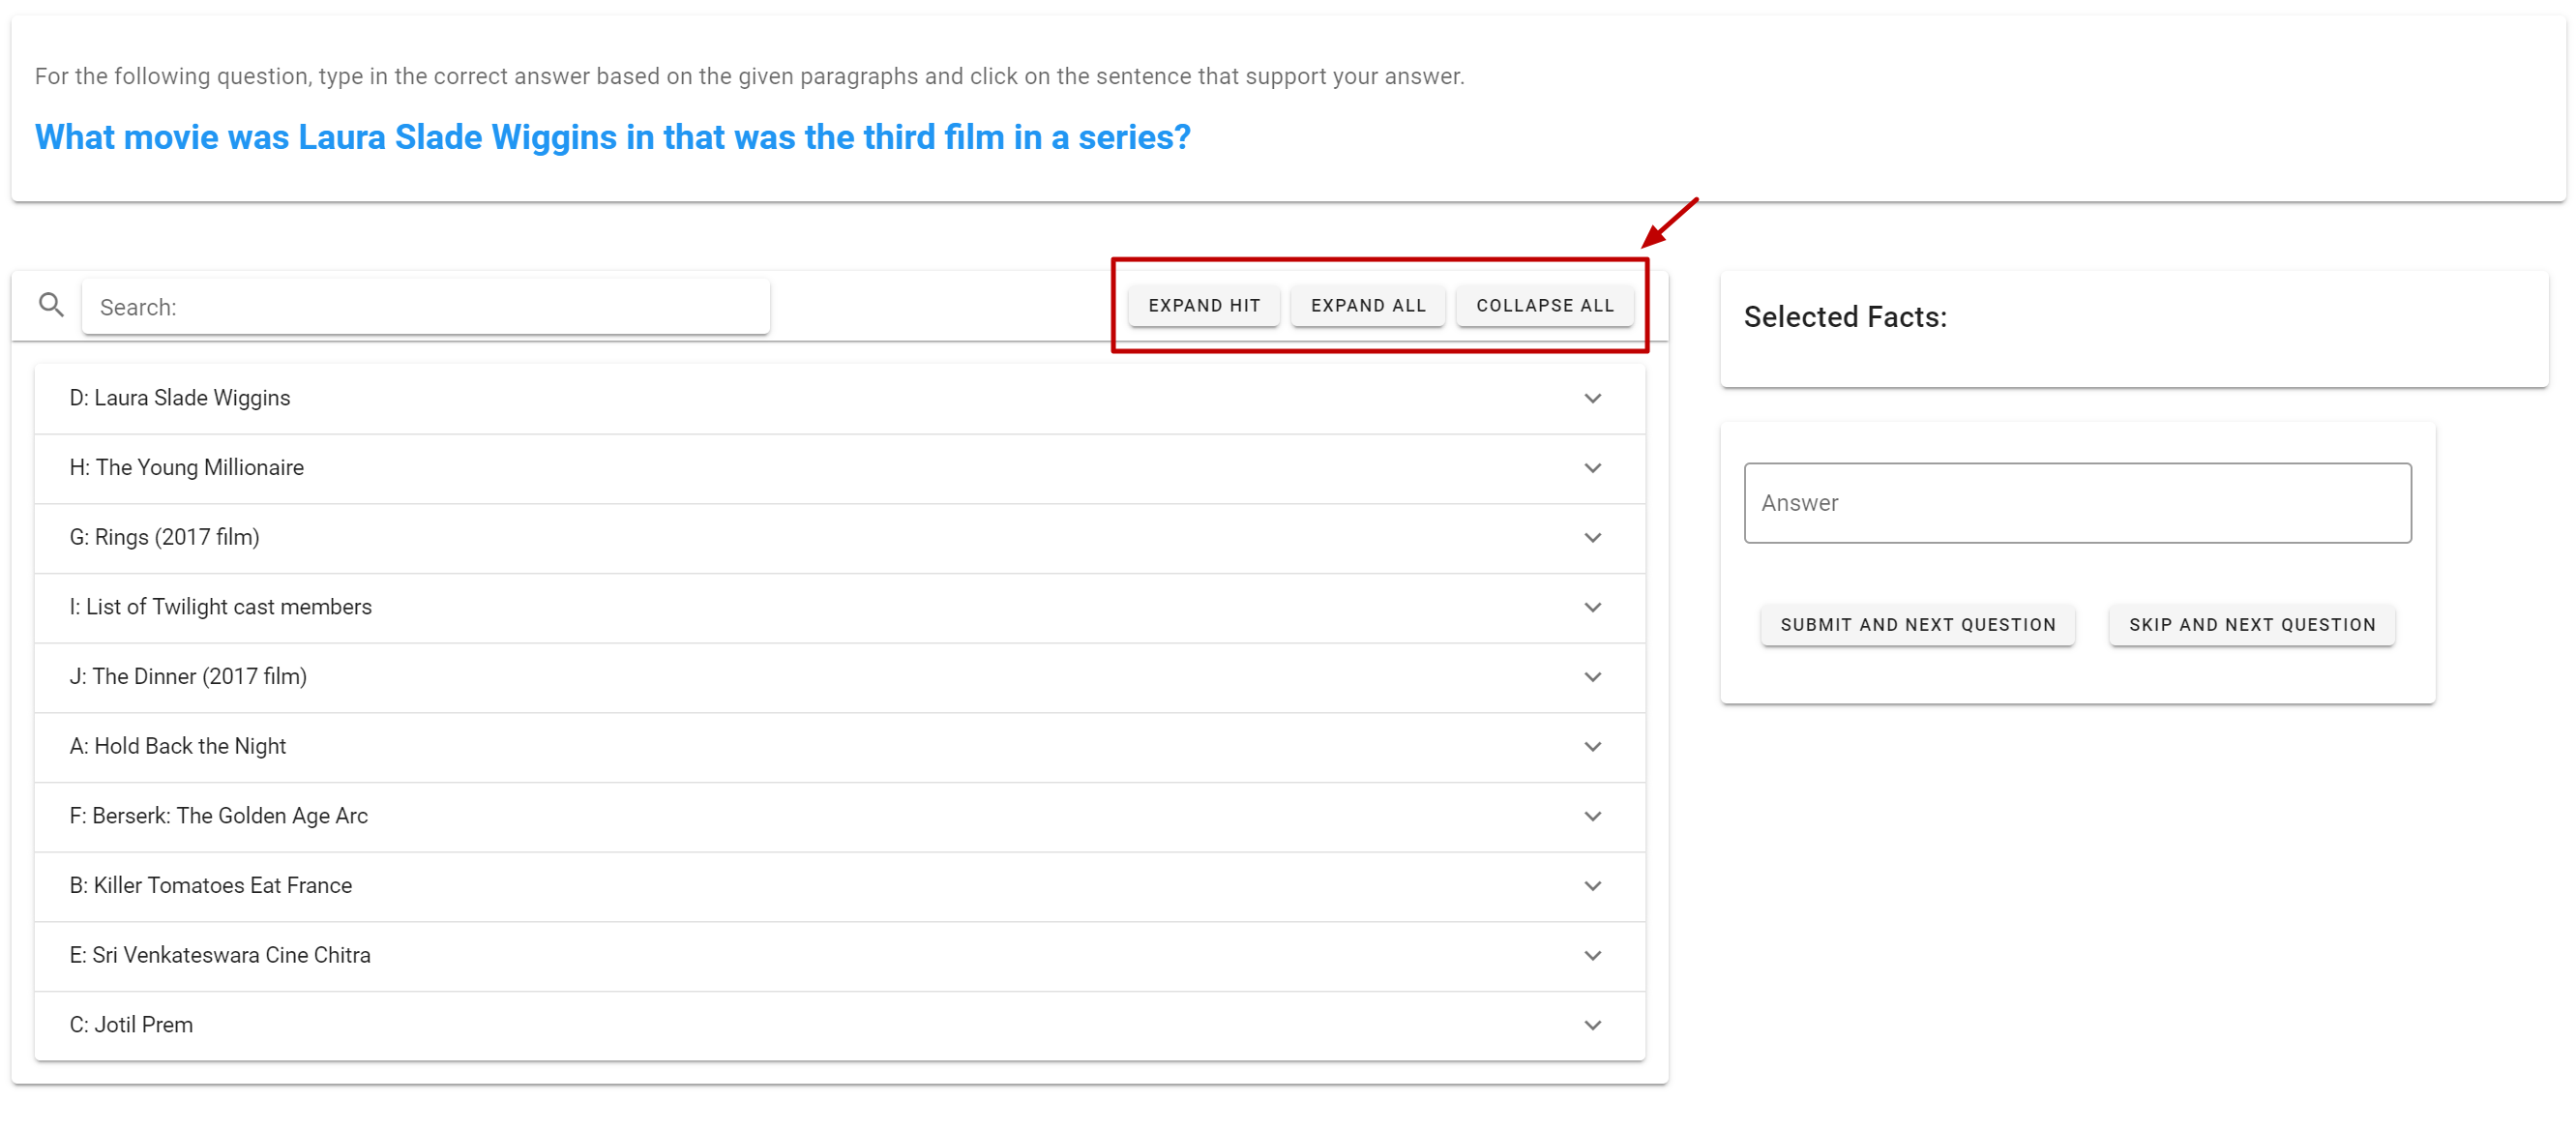 For the following question, type in the correct answer based on the given paragraphs and click on the sentence that support your answer.
What movie was Laura Slade Wiggins in that was the third film in a series?
Search:
EXPAND HIT
EXPAND ALL
COLLAPSE ALL
D: Laura Slade Wiggins
H: The Young Millionaire
G: Rings (2017 film)
I: List of Twilight cast members
J: The Dinner (2017 film)
A: Hold Back the Night
F: Berserk: The Golden Age Arc
B: Killer Tomatoes Eat France
E: Sri Venkateswara Cine Chitra
C: Jotil Prem
Selected Facts:
Answer
SUBMIT AND NEXT QUESTION
SKIP AND NEXT QUESTION